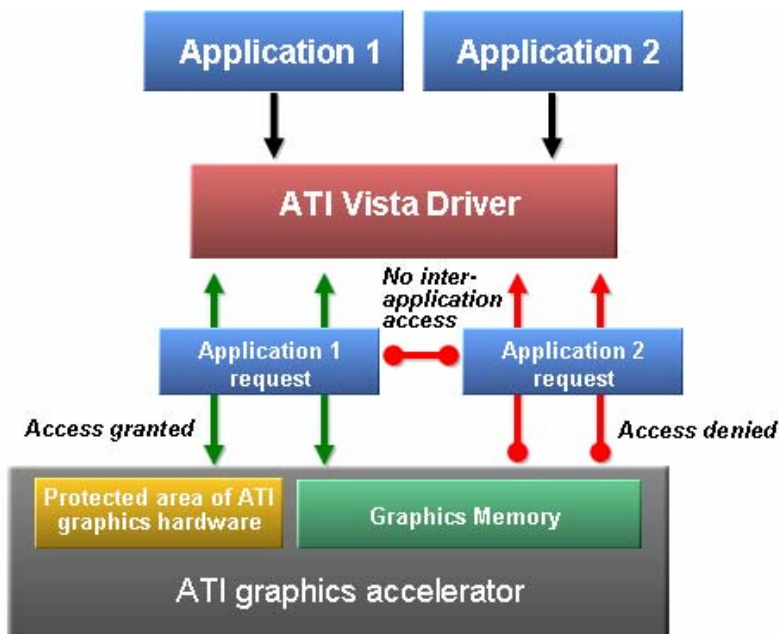 Application 1
Application 2
ATI Vista Driver
No inter-
application
access
Application 1
request
Application 2
request
Access granted
Access denied
Protected area of ATI
graphics hardware
Graphics Memory
ATI graphics accelerator